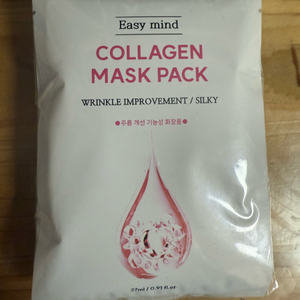 Easy mind
COLLAGEN
MASK PACK
WRINKLE IMPROVEMENT / SILKY
●주름 개선 기능성 화장품●
27ml / 0.91 fl.oz